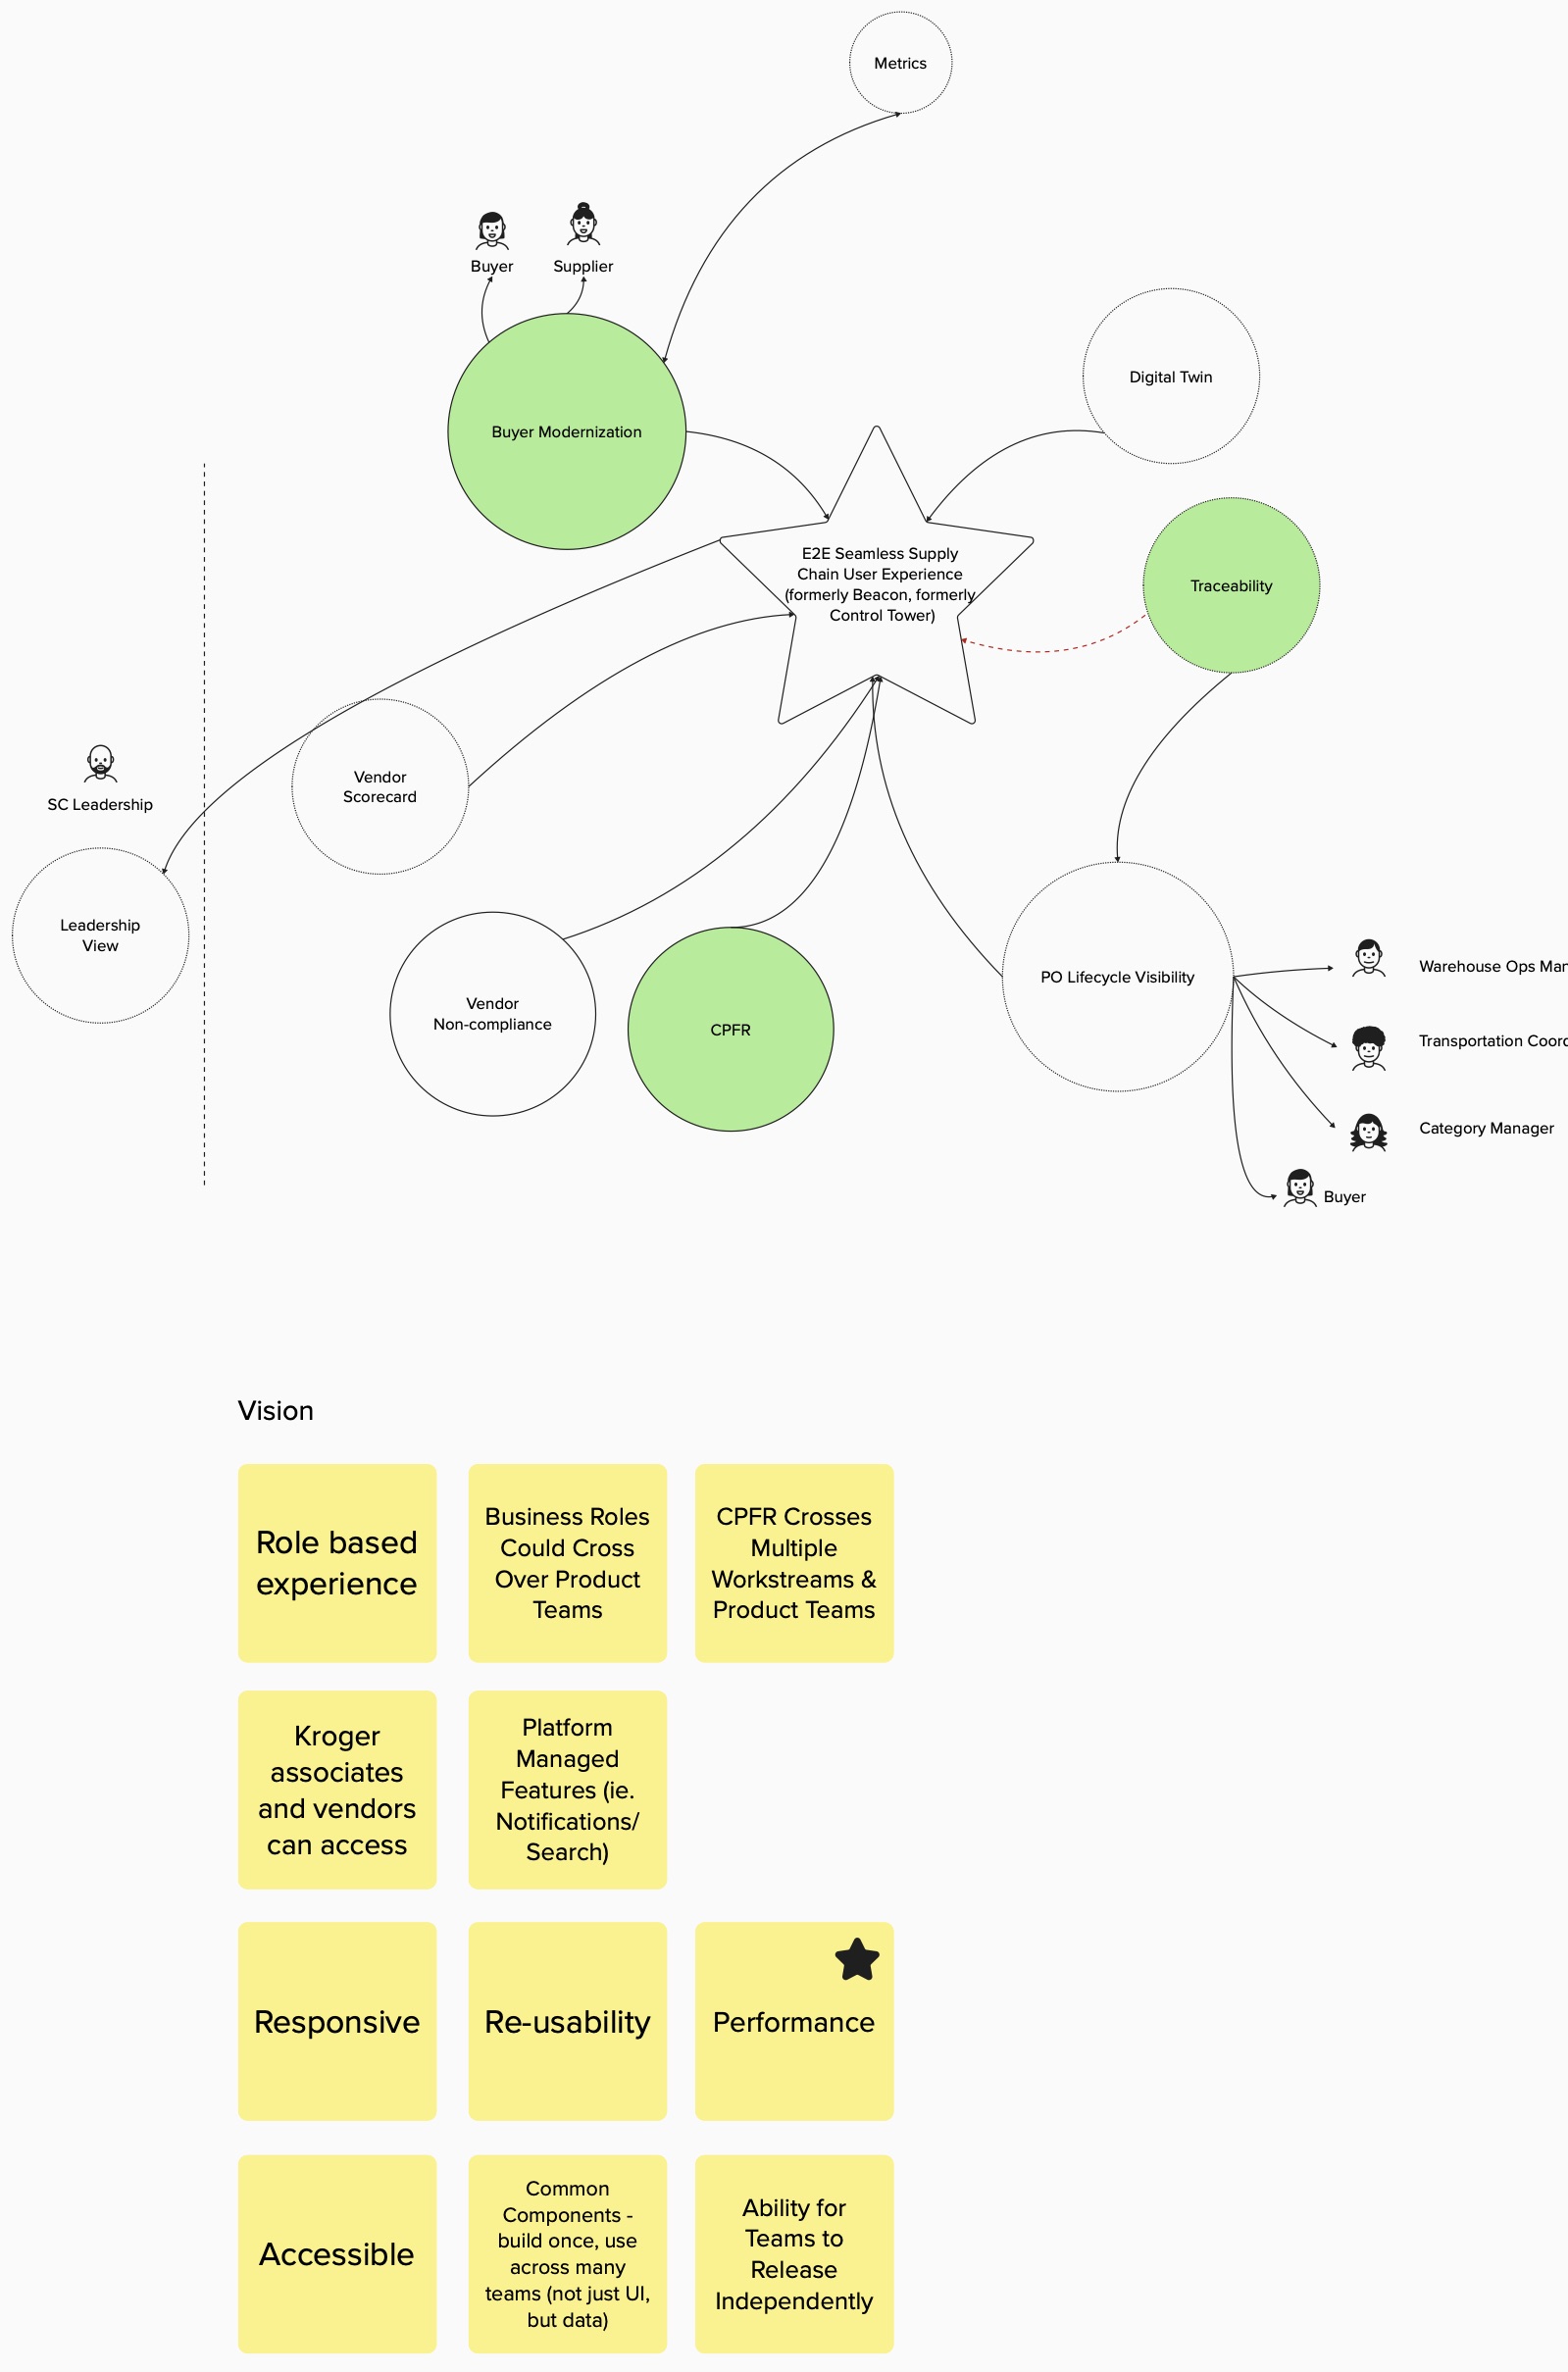 Metrics
Buyer
Supplier
Digital Twin
Buyer Modernization
E2E Seamless Supply
Chain User Experience
(formerly Beacon, formerly
Control Tower)
Traceability
Vendor
Scorecard
SC Leadership
Leadership
View
Vendor
Non-compliance
CPFR
PO Lifecycle Visibility
Warehouse Ops
Transportation
Category Manager
Buyer
Vision
Role based
experience
Business Roles
Could Cross
Over Product
Teams
CPFR Crosses
Multiple
Workstreams &
Product Teams
Kroger
associates
and vendors
can access
Platform
Managed
Features (ie.
Notifications/
Search)
Responsive
Re-usability
Performance
Accessible
Common
Components -
build once, use
across many
teams (not just UI,
but data)
Ability for
Teams to
Release
Independently